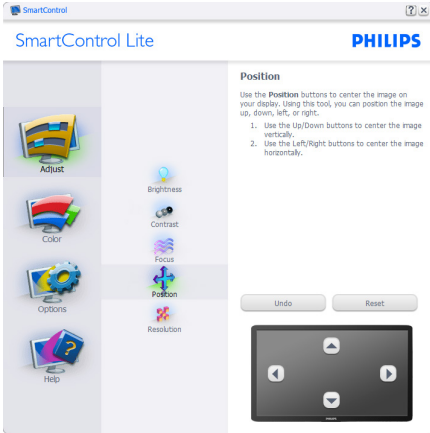 SmartControl
SmartControl Lite
PHILIPS
Adjust
Color
Options
Help
Brightness
Contrast
Focus
Position
Resolution
Position
Use the Position buttons to center the image on
your display. Using this tool, you can position the image
up, down, left, or right.
1. Use the Up/Down buttons to center the image
vertically.
2. Use the Left/Right buttons to center the image
horizontally.
Undo
Reset
PHILIPS